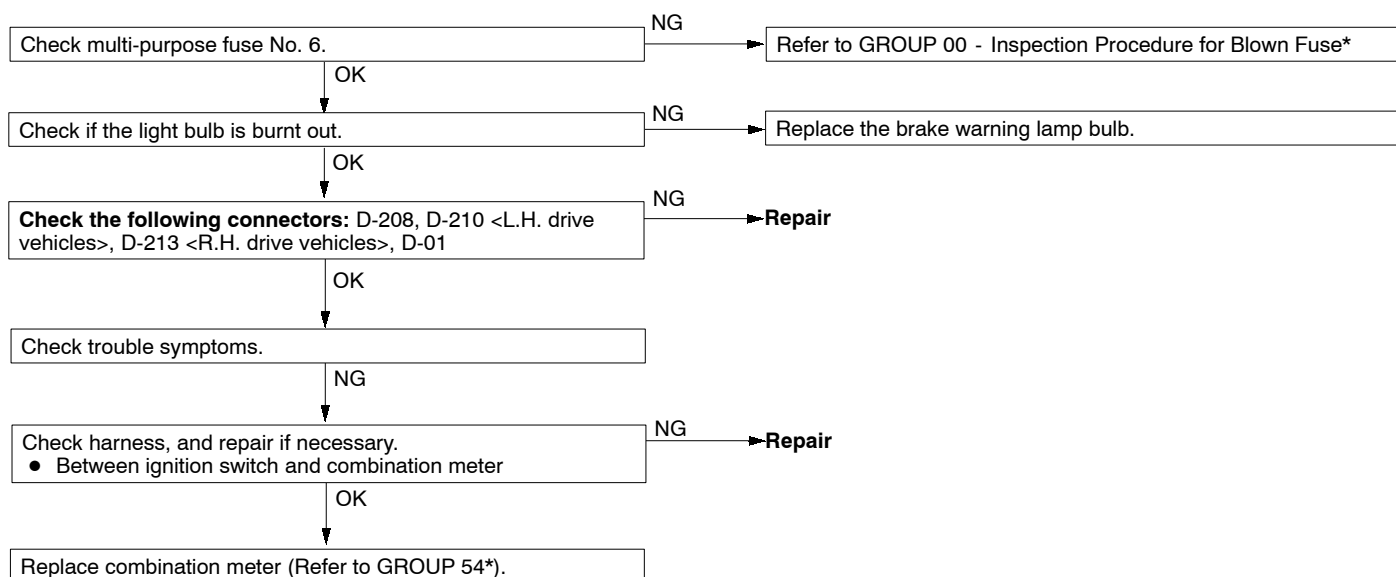 NG
Check multi-purpose fuse No. 6.
Refer to GROUP 00 - Inspection Procedure for Blown Fuse*
OK
NG
Check if the light bulb is burnt out.
Replace the brake warning lamp bulb.
OK
NG
Check the following connectors: D-208, D-210 <L.H. drive
vehicles>, D-213 <R.H. drive vehicles>, D-01
Repair
OK
Check trouble symptoms.
NG
NG
Check harness, and repair if necessary.
● Between ignition switch and combination meter
Repair
OK
Replace combination meter (Refer to GROUP 54*).